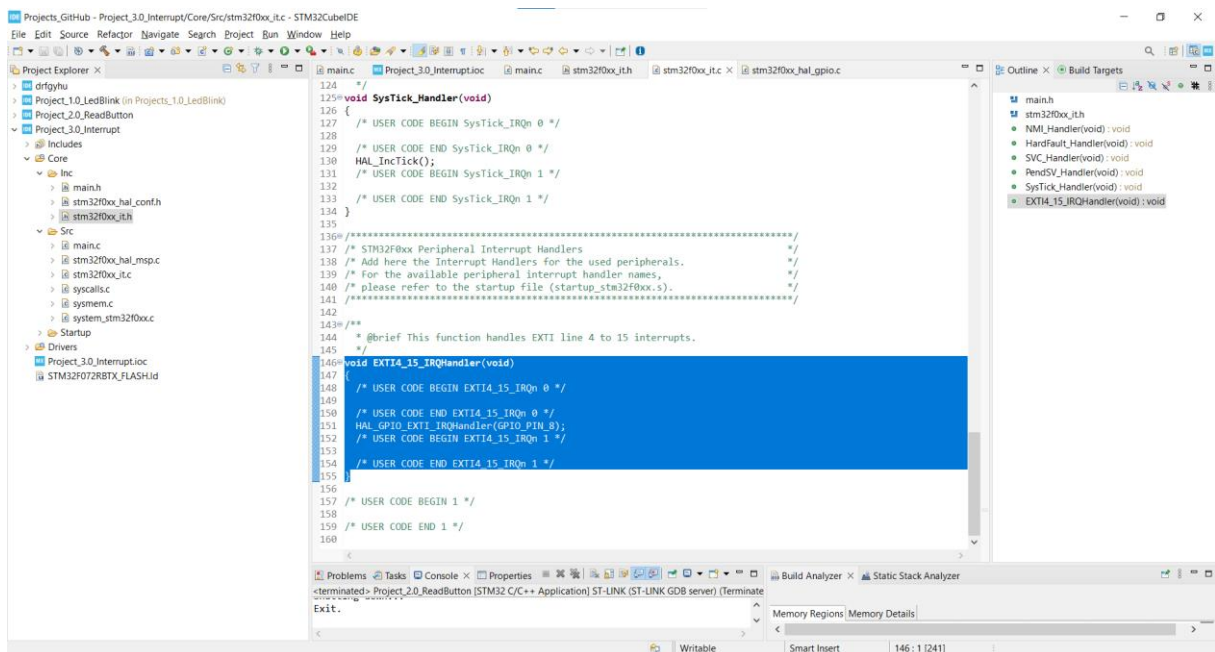 Projects_GitHub - Project_3.0_Interrupt/Core/Src/stm32f0xx_it.c - STM32CubeIDE
File Edit Source Refactor Navigate Search Project Run Window Help
Project Explorer
drfgyhu
Project_1.0_LedBlink (in Projects_1.0_LedBlink)
Project_2.0_ReadButton
Project_3.0_Interrupt
Includes
Core
Inc
main.h
stm32f0xx_hal_conf.h
stm32f0xx_it.h
Src
main.c
stm32f0xx_hal_msp.c
stm32f0xx_it.c
syscalls.c
sysmem.c
system_stm32f0xx.c
Startup
Drivers
Project_3.0_Interrupt.ioc
STM32F072RBTX_FLASH.ld
main.c Project_3.0_Interrupt.ioc main.c stm32f0xx_it.h stm32f0xx_it.c stm32f0xx_hal_gpio.c
124 */
125 void SysTick_Handler(void)
126 {
127 /* USER CODE BEGIN SysTick_IRQn 0 */
128
129 /* USER CODE END SysTick_IRQn 0 */
130 HAL_IncTick();
131 /* USER CODE BEGIN SysTick_IRQn 1 */
132
133 /* USER CODE END SysTick_IRQn 1 */
134 }
135
136 /******************************************************************************/
137 /* STM32F0xx Peripheral Interrupt Handlers */
138 /* Add here the Interrupt Handlers for the used peripherals. */
139 /* For the available peripheral interrupt handler names, */
140 /* please refer to the startup file (startup_stm32f0xx.s). */
141 /******************************************************************************/
142
143 /**
144 * @brief This function handles EXTI line 4 to 15 interrupts.
145 */
146 void EXTI4_15_IRQHandler(void)
147 {
148 /* USER CODE BEGIN EXTI4_15_IRQn 0 */
149
150 /* USER CODE END EXTI4_15_IRQn 0 */
151 HAL_GPIO_EXTI_IRQHandler(GPIO_PIN_8);
152 /* USER CODE BEGIN EXTI4_15_IRQn 1 */
153
154 /* USER CODE END EXTI4_15_IRQn 1 */
155 }
156
157 /* USER CODE BEGIN 1 */
158
159 /* USER CODE END 1 */
160
Outline Build Targets
main.h
stm32f0xx_it.h
NMI_Handler(void) : void
HardFault_Handler(void) : void
SVC_Handler(void) : void
PendSV_Handler(void) : void
SysTick_Handler(void) : void
EXTI4_15_IRQHandler(void) : void
Problems Tasks Console Properties
<terminated> Project_2.0_ReadButton [STM32 C/C++ Application] ST-LINK (ST-LINK GDB server) (Terminate
Exit.
Build Analyzer Static Stack Analyzer
Memory Regions Memory Details
Writable Smart Insert 146 : 1 [241]